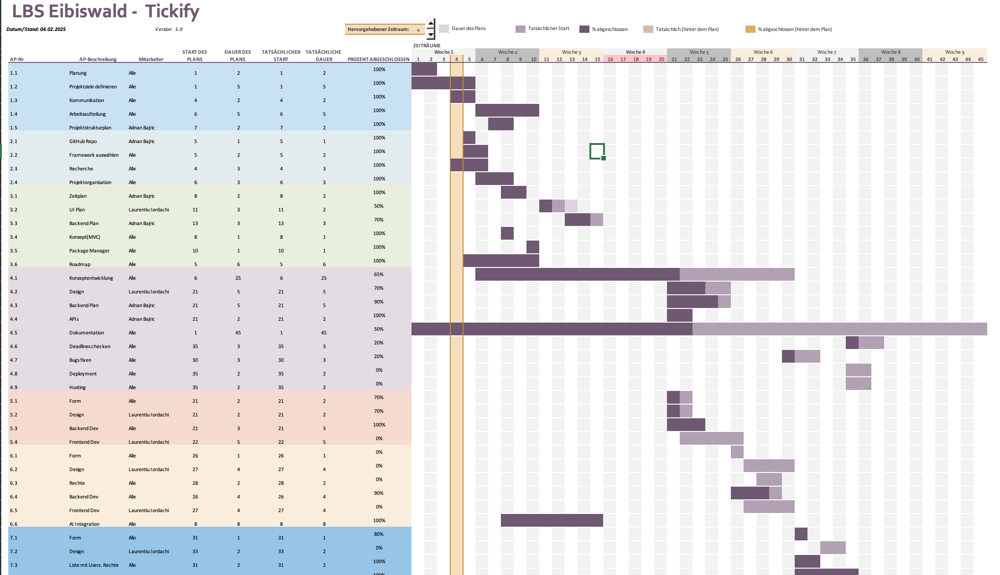 LBS Eibiswald -  Tickify
Datum/Stand: 04.02.2025 Version 1.0 Hervorgehobener Zeitraum: 4 Dauer des Plans Tatsächlicher Start % abgeschlossen Tatsächlich (hinter dem Plan) % abgeschlossen (hinter dem Plan)
ZEITRÄUME
START DES DAUER DES TATSÄCHLICHER TATSÄCHLICHE Woche 1 Woche 2 Woche 3 Woche 4 Woche 5 Woche 6 Woche 7 Woche 8 Woche 9
AP-Nr AP-Beschreibung Mitarbeiter PLANS PLANS START DAUER PROZENT ABGESCHLOSSEN 1 2 3 4 5 6 7 8 9 10 11 12 13 14 15 16 17 18 19 20 21 22 23 24 25 26 27 28 29 30 31 32 33 34 35 36 37 38 39 40 41 42 43 44 45
1.1 Planung Alle 1 2 1 2 100%
1.2 Projektziele definieren Alle 1 5 1 5 100%
1.3 Kommunikation Alle 4 2 4 2 100%
1.4 Arbeitsaufteilung Alle 6 5 6 5 100%
1.5 Projektstrukturplan Adnan Bajric 7 2 7 2 100%
2.1 GitHub Repo Adnan Bajric 5 1 5 1 100%
2.2 Framework auswählen Alle 5 2 5 2 100%
2.3 Recherche Alle 4 3 4 3 100%
2.4 Projektorganisation Alle 6 3 6 3 100%
3.1 Zeitplan Adnan Bajric 8 2 8 2 100%
3.2 UI Plan Laurentiu Iordachi 11 3 11 2 50%
3.3 Backend Plan Adnan Bajric 13 3 13 3 70%
3.4 Konzept(MVC) Alle 8 1 8 1 100%
3.5 Package Manager Alle 10 1 10 1 100%
3.6 Roadmap Alle 5 6 5 6 100%
4.1 Konzeptentwicklung Alle 6 25 6 25 65%
4.2 Design Laurentiu Iordachi 21 5 21 5 70%
4.3 Backend Plan Adnan Bajric 21 5 21 5 90%
4.4 APIs Adnan Bajric 21 2 21 2 100%
4.5 Dokumentation Alle 1 45 1 45 50%
4.6 Deadlines checken Alle 35 3 35 3 20%
4.7 Bugs fixen Alle 30 3 30 3 20%
4.8 Deployment Alle 35 2 35 2 0%
4.9 Hosting Alle 35 2 35 2 0%
5.1 Form Alle 21 2 21 2 70%
5.2 Design Laurentiu Iordachi 21 2 21 2 70%
5.3 Backend Dev Alle 21 3 21 3 100%
5.4 Frontend Dev Laurentiu Iordachi 22 5 22 5 0%
6.1 Form Alle 26 1 26 1 0%
6.2 Design Laurentiu Iordachi 27 4 27 4 0%
6.3 Rechte Alle 28 2 28 2 0%
6.4 Backend Dev Alle 26 4 26 4 90%
6.5 Frontend Dev Laurentiu Iordachi 27 4 27 4 0%
6.6 AI Integration Alle 8 8 8 8 100%
7.1 Form Alle 31 1 31 1 80%
7.2 Design Laurentiu Iordachi 33 2 33 2 0%
7.3 Liste mit Users. Rechte Alle 31 2 31 2 100%